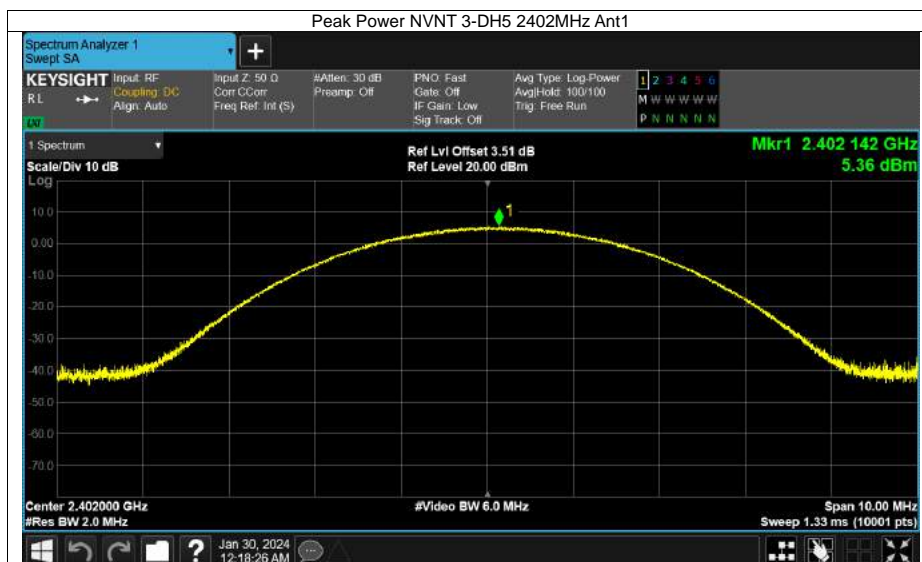 Peak Power NVNT 3-DH5 2402MHz Ant1
Spectrum Analyzer 1
Swept SA
+
KEYSIGHT
R L
LXI
Input: RF
Coupling: DC
Align: Auto
Input Z: 50 Ω
Corr CCorr
Freq Ref: Int (S)
#Atten: 30 dB
Preamp: Off
PNO: Fast
Gate: Off
IF Gain: Low
Sig Track: Off
Avg Type: Log-Power
Avg|Hold: 100/100
Trig: Free Run
1 2 3 4 5 6
M W W W W W
P N N N N N
1 Spectrum
Scale/Div 10 dB
Log
Ref Lvl Offset 3.51 dB
Ref Level 20.00 dBm
Mkr1 2.402 142 GHz
5.36 dBm
1
10.0
0.00
-10.0
-20.0
-30.0
-40.0
-50.0
-60.0
-70.0
Center 2.402000 GHz
#Res BW 2.0 MHz
#Video BW 6.0 MHz
Span 10.00 MHz
Sweep 1.33 ms (10001 pts)
?
Jan 30, 2024
12:18:26 AM